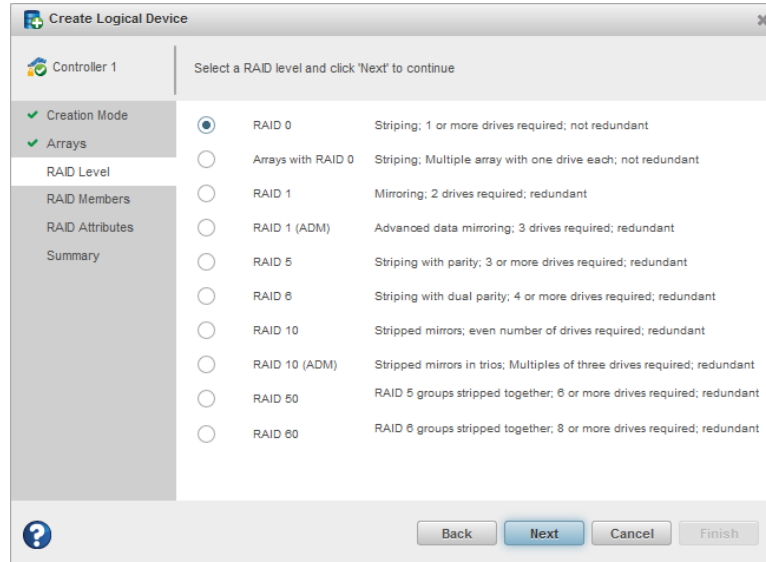 Create Logical Device
Controller 1
Select a RAID level and click 'Next' to continue
Creation Mode
Arrays
RAID Level
RAID Members
RAID Attributes
Summary
RAID 0 Striping; 1 or more drives required; not redundant
Arrays with RAID 0 Striping; Multiple array with one drive each; not redundant
RAID 1 Mirroring; 2 drives required; redundant
RAID 1 (ADM) Advanced data mirroring; 3 drives required; redundant
RAID 5 Striping with parity; 3 or more drives required; redundant
RAID 6 Striping with dual parity; 4 or more drives required; redundant
RAID 10 Stripped mirrors; even number of drives required; redundant
RAID 10 (ADM) Stripped mirrors in trios; Multiples of three drives required; redundant
RAID 50 RAID 5 groups stripped together; 6 or more drives required; redundant
RAID 60 RAID 6 groups stripped together; 8 or more drives required; redundant
? Back Next Cancel Finish